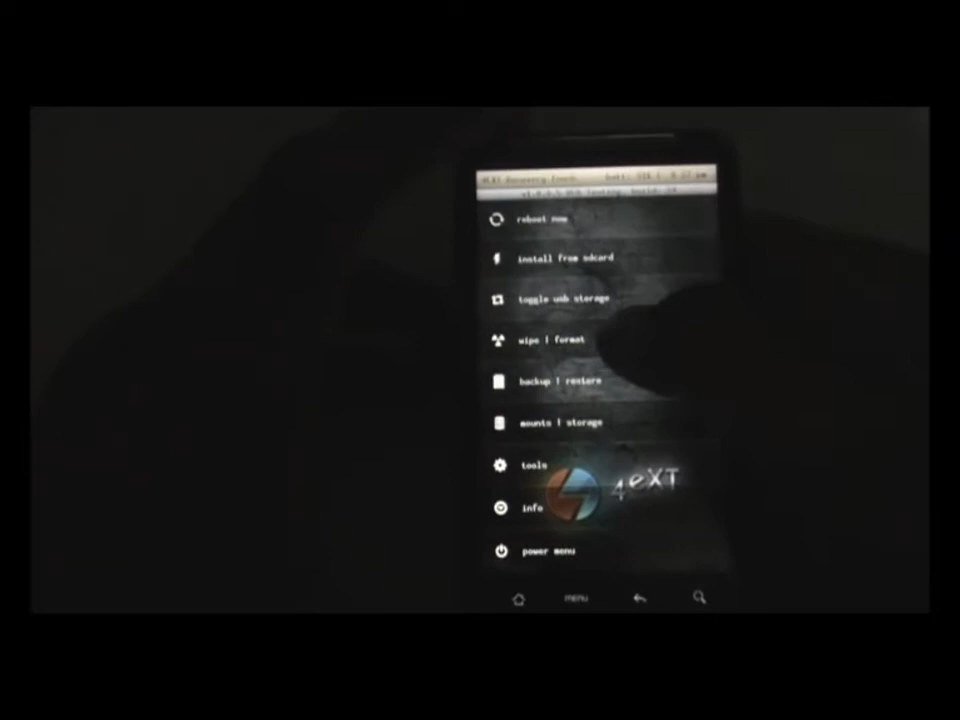 reboot now
install from sdcard
toggle usb storage
wipe | format
backup | restore
mounts | storage
tools
4eXT
info
power menu
MENU